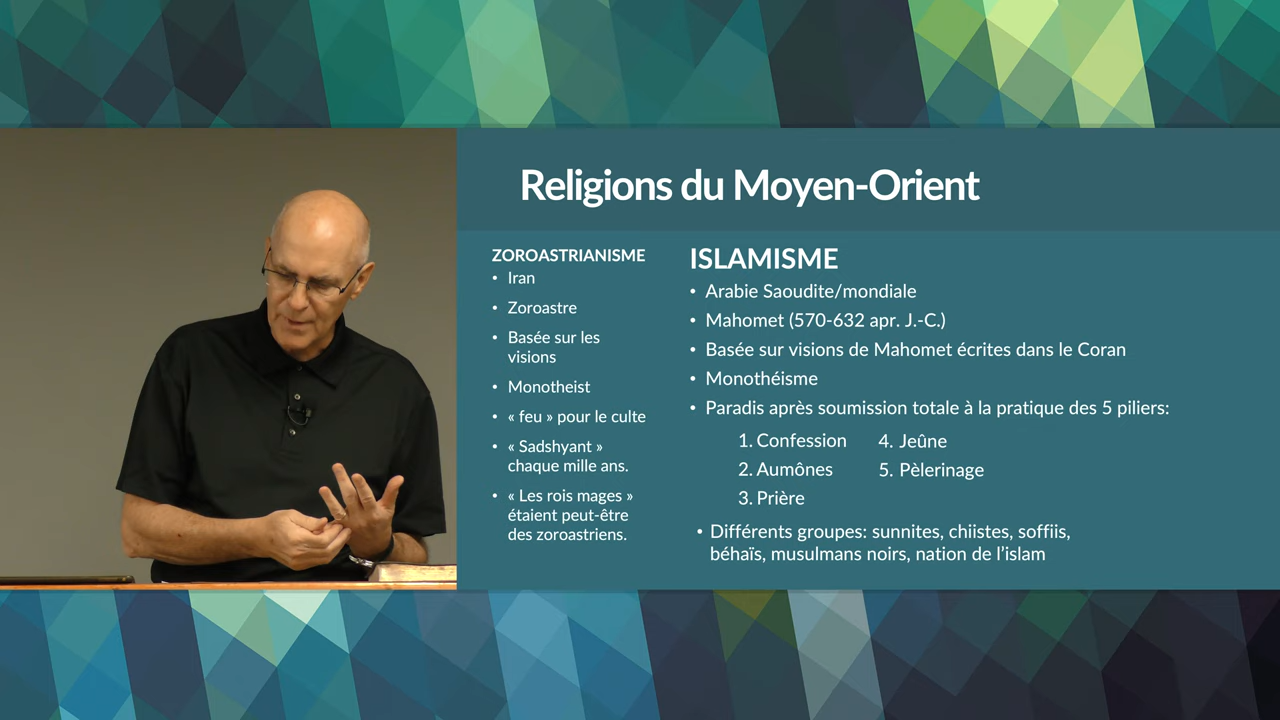 Religions du Moyen-Orient
ZOROASTRIANISME
• Iran
• Zoroastre
• Basée sur les
visions
• Monotheist
• « feu » pour le culte
• « Sadshyant »
chaque mille ans.
• « Les rois mages »
étaient peut-être
des zoroastriens.
ISLAMISME
• Arabie Saoudite/mondiale
• Mahomet (570-632 apr. J.-C.)
• Basée sur visions de Mahomet écrites dans le Coran
• Monothéisme
• Paradis après soumission totale à la pratique des 5 piliers:
1. Confession
2. Aumônes
3. Prière
4. Jeûne
5. Pèlerinage
• Différents groupes: sunnites, chiistes, soffiis,
béhaïs, musulmans noirs, nation de l’islam